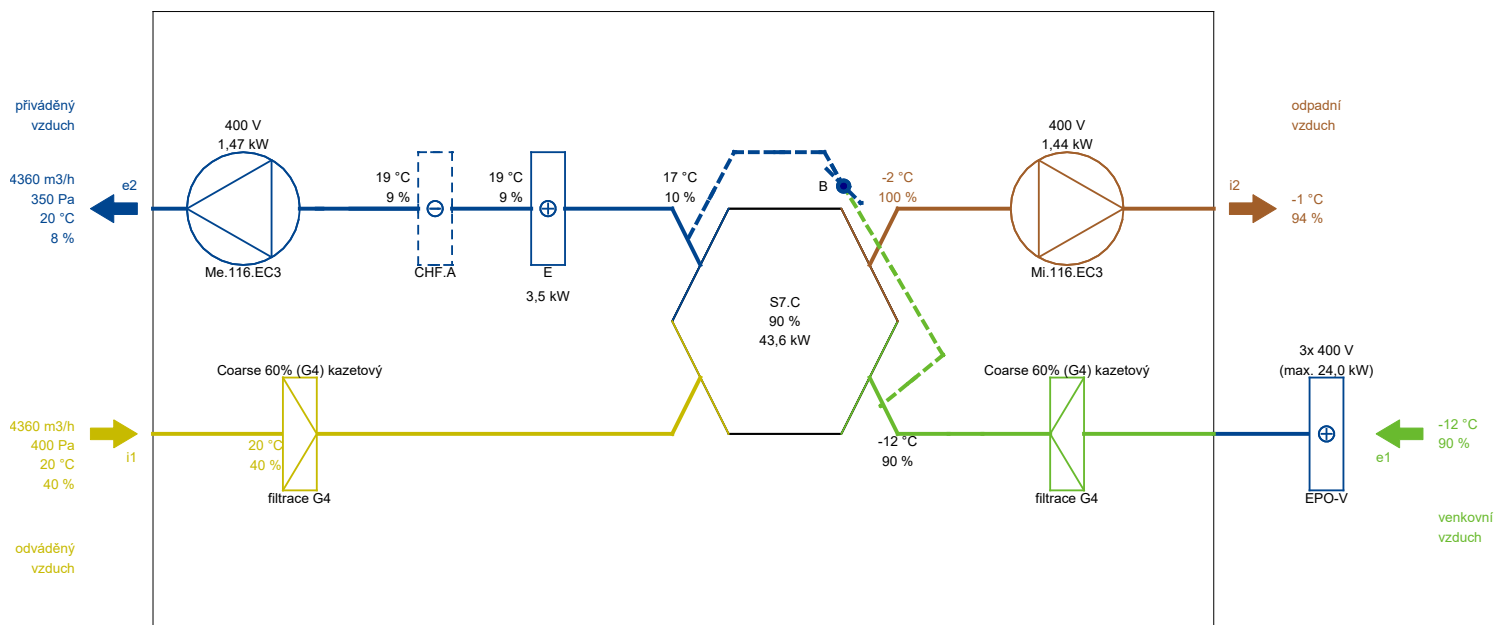 přiváděný
vzduch
4360 m3/h
350 Pa
20 °C
8 %
e2
400 V
1,47 kW
Me.116.EC3
19 °C
9 %
CHF.A
19 °C
9 %
E
3,5 kW
17 °C
10 %
B
-2 °C
100 %
400 V
1,44 kW
Mi.116.EC3
odpadní
vzduch
i2
-1 °C
94 %
S7.C
90 %
43,6 kW
4360 m3/h
400 Pa
20 °C
40 %
i1
odváděný
vzduch
Coarse 60% (G4) kazetový
20 °C
40 %
filtrace G4
-12 °C
90 %
Coarse 60% (G4) kazetový
filtrace G4
3x 400 V
(max. 24,0 kW)
EPO-V
-12 °C
90 %
e1
venkovní
vzduch